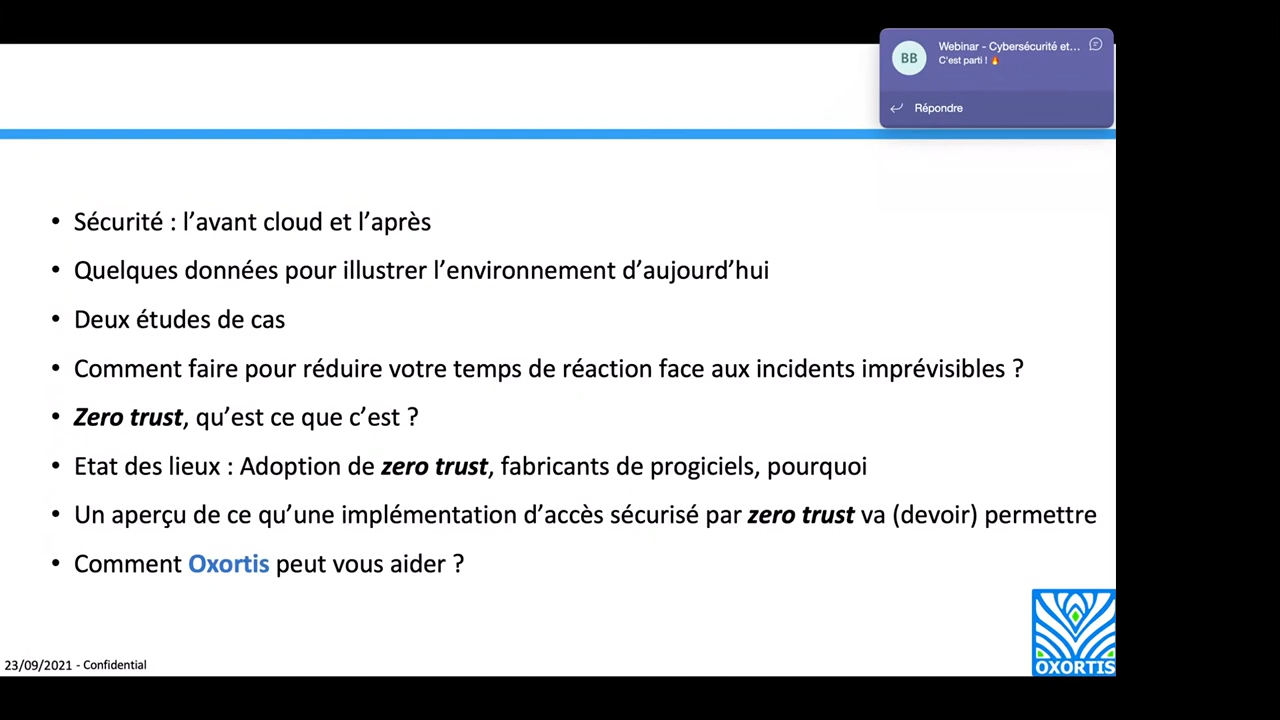 BB
Webinar - Cybersécurité et...
C'est parti ! 🔥
Répondre
• Sécurité : l’avant cloud et l’après
• Quelques données pour illustrer l’environnement d’aujourd’hui
• Deux études de cas
• Comment faire pour réduire votre temps de réaction face aux incidents imprévisibles ?
• Zero trust, qu’est ce que c’est ?
• Etat des lieux : Adoption de zero trust, fabricants de progiciels, pourquoi
• Un aperçu de ce qu’une implémentation d’accès sécurisé par zero trust va (devoir) permettre
• Comment Oxortis peut vous aider ?
OXORTIS
23/09/2021 - Confidential